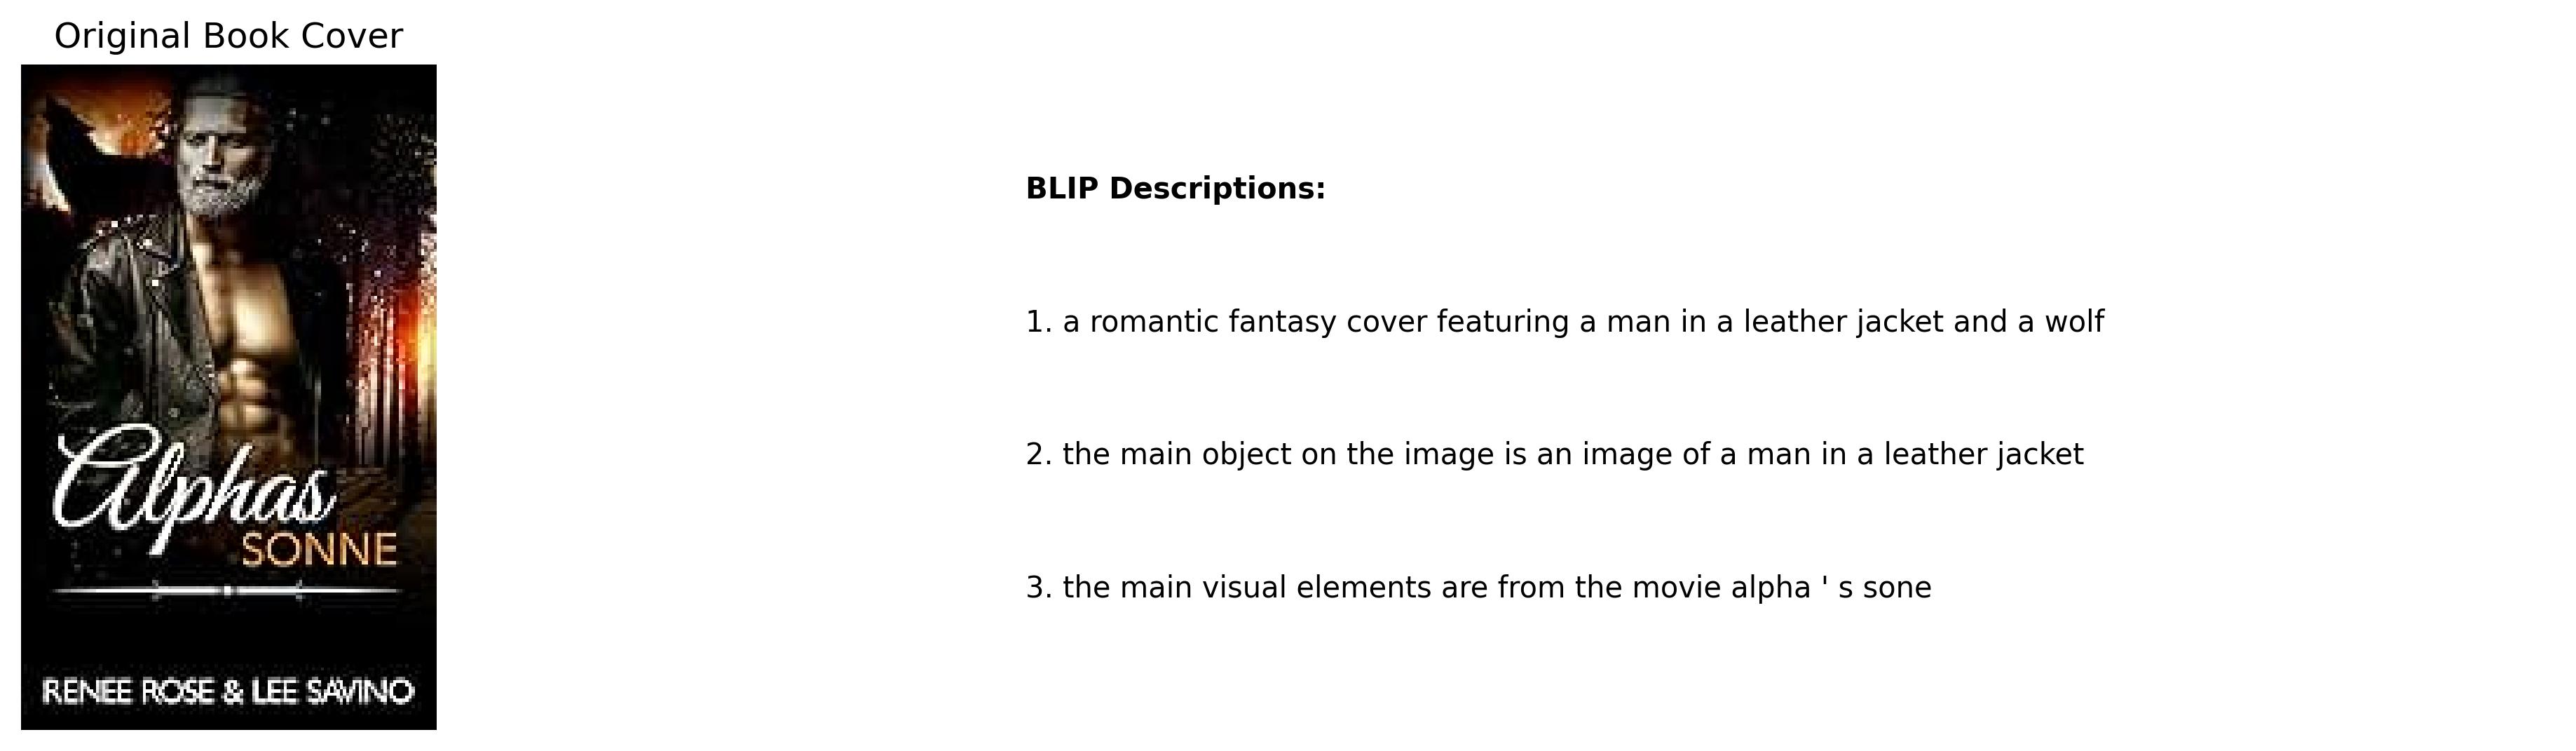 Original Book Cover
Alphas
SONNE
RENEE ROSE & LEE SAVINO
BLIP Descriptions:
1. a romantic fantasy cover featuring a man in a leather jacket and a wolf
2. the main object on the image is an image of a man in a leather jacket
3. the main visual elements are from the movie alpha ' s sone